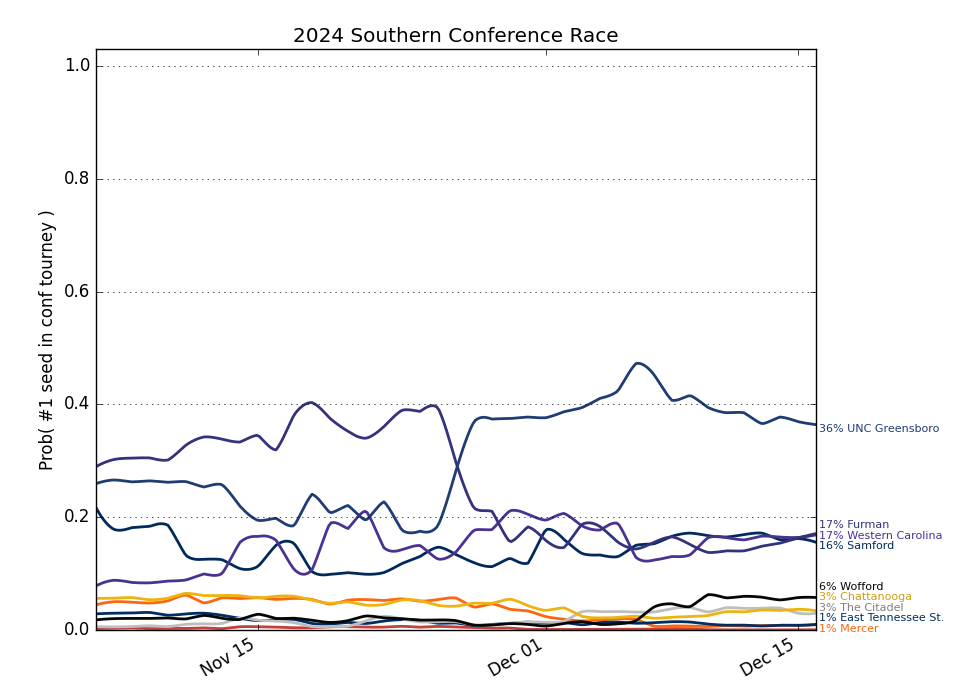 2024 Southern Conference Race
Prob( #1 seed in conf tourney )
1.0
0.8
0.6
0.4
0.2
0.0
Nov 15
Dec 01
Dec 15
36% UNC Greensboro
17% Furman
17% Western Carolina
16% Samford
6% Wofford
3% Chattanooga
3% The Citadel
1% East Tennessee St.
1% Mercer